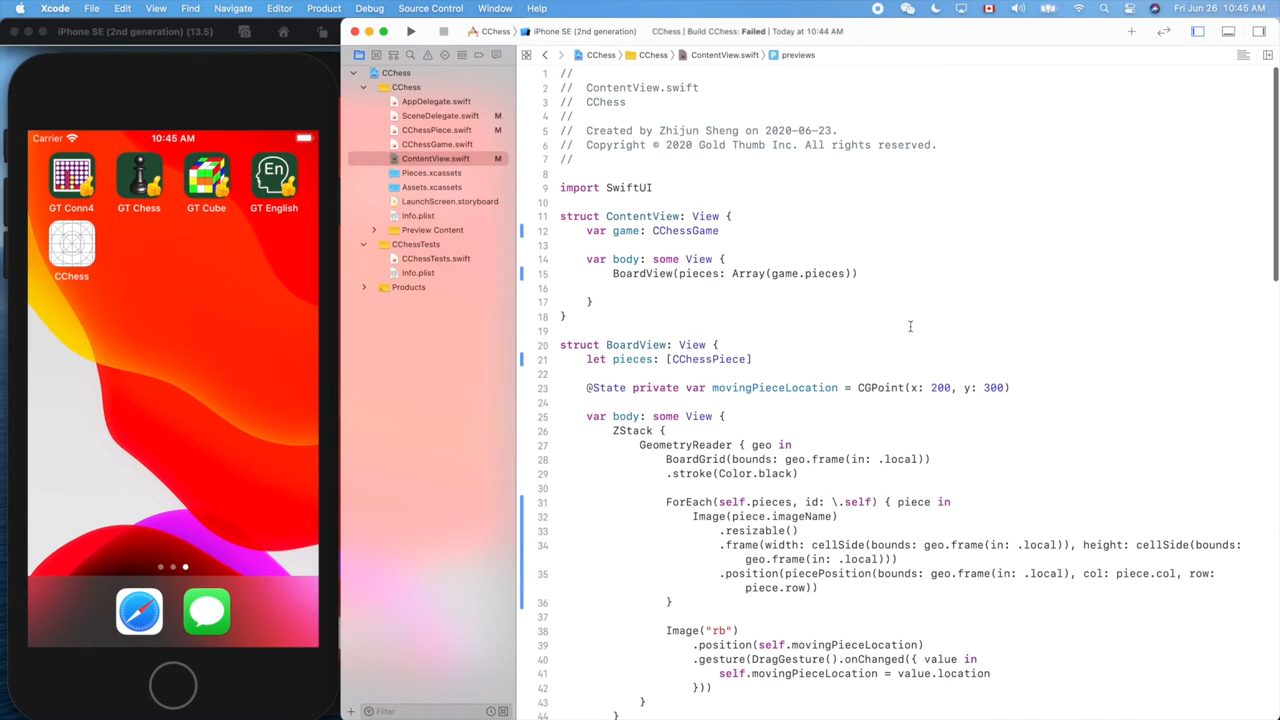 Xcode File Edit View Find Navigate Editor Product Debug Source Control Window Help
Fri Jun 26 10:45 AM
iPhone SE (2nd generation) (13.5)
CChess
iPhone SE (2nd generation)
CChess | Build CChess: Failed | Today at 10:44 AM
CChess
CChess
ContentView.swift
previews
Carrier
10:45 AM
GT Conn4
GT Chess
GT Cube
En
GT English
CChess
CChess
CChess
AppDelegate.swift
SceneDelegate.swift M
CChessPiece.swift M
CChessGame.swift
ContentView.swift M
Pieces.xcassets
Assets.xcassets
LaunchScreen.storyboard
Info.plist
Preview Content
CChessTests
CChessTests.swift
Info.plist
Products
Filter
1 //
2 //  ContentView.swift
3 //  CChess
4 //
5 //  Created by Zhijun Sheng on 2020-06-23.
6 //  Copyright © 2020 Gold Thumb Inc. All rights reserved.
7 //
8
9 import SwiftUI
10
11 struct ContentView: View {
12 var game: CChessGame
13
14 var body: some View {
15 BoardView(pieces: Array(game.pieces))
16
17 }
18 }
19
20 struct BoardView: View {
21 let pieces: [CChessPiece]
22
23 @State private var movingPieceLocation = CGPoint(x: 200, y: 300)
24
25 var body: some View {
26 ZStack {
27 GeometryReader { geo in
28 BoardGrid(bounds: geo.frame(in: .local))
29 .stroke(Color.black)
30
31 ForEach(self.pieces, id: \.self) { piece in
32 Image(piece.imageName)
33 .resizable()
34 .frame(width: cellSide(bounds: geo.frame(in: .local)), height: cellSide(bounds:
geo.frame(in: .local)))
35 .position(piecePosition(bounds: geo.frame(in: .local), col: piece.col, row:
piece.row))
36 }
37
38 Image("rb")
39 .position(self.movingPieceLocation)
40 .gesture(DragGesture().onChanged({ value in
41 self.movingPieceLocation = value.location
42 }))
43 }
44 }